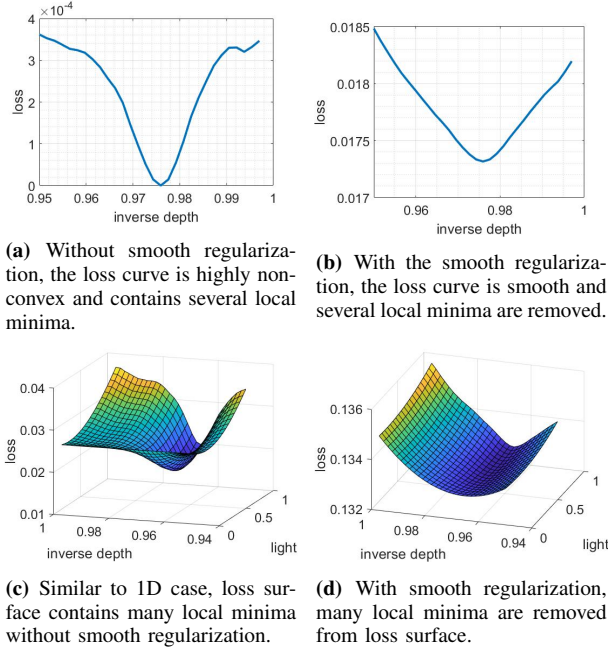 ×10⁻⁴
4
3
2
1
0
loss
0.95 0.96 0.97 0.98 0.99 1
inverse depth
0.0185
0.018
0.0175
0.017
loss
0.96 0.98 1
inverse depth
(a) Without smooth regulariza-
tion, the loss curve is highly non-
convex and contains several local
minima.
(b) With the smooth regulariza-
tion, the loss curve is smooth and
several local minima are removed.
0.04
0.03
0.02
0.01
loss
1 0.98 0.96 0.94
inverse depth
0 0.5 1
light
0.136
0.134
0.132
loss
1 0.98 0.96 0.94
inverse depth
0 0.5 1
light
(c) Similar to 1D case, loss sur-
face contains many local minima
without smooth regularization.
(d) With smooth regularization,
many local minima are removed
from loss surface.